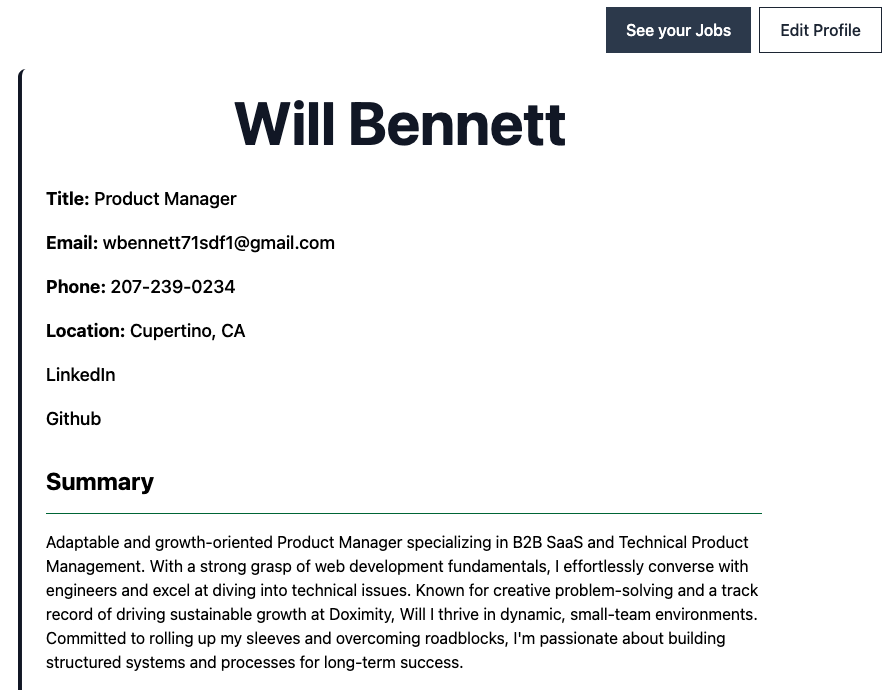 See your Jobs
Edit Profile
Will Bennett
Title: Product Manager
Email: wbennett71sdf1@gmail.com
Phone: 207-239-0234
Location: Cupertino, CA
LinkedIn
Github
Summary
Adaptable and growth-oriented Product Manager specializing in B2B SaaS and Technical Product
Management. With a strong grasp of web development fundamentals, I effortlessly converse with
engineers and excel at diving into technical issues. Known for creative problem-solving and a track
record of driving sustainable growth at Doximity, Will I thrive in dynamic, small-team environments.
Committed to rolling up my sleeves and overcoming roadblocks, I'm passionate about building
structured systems and processes for long-term success.